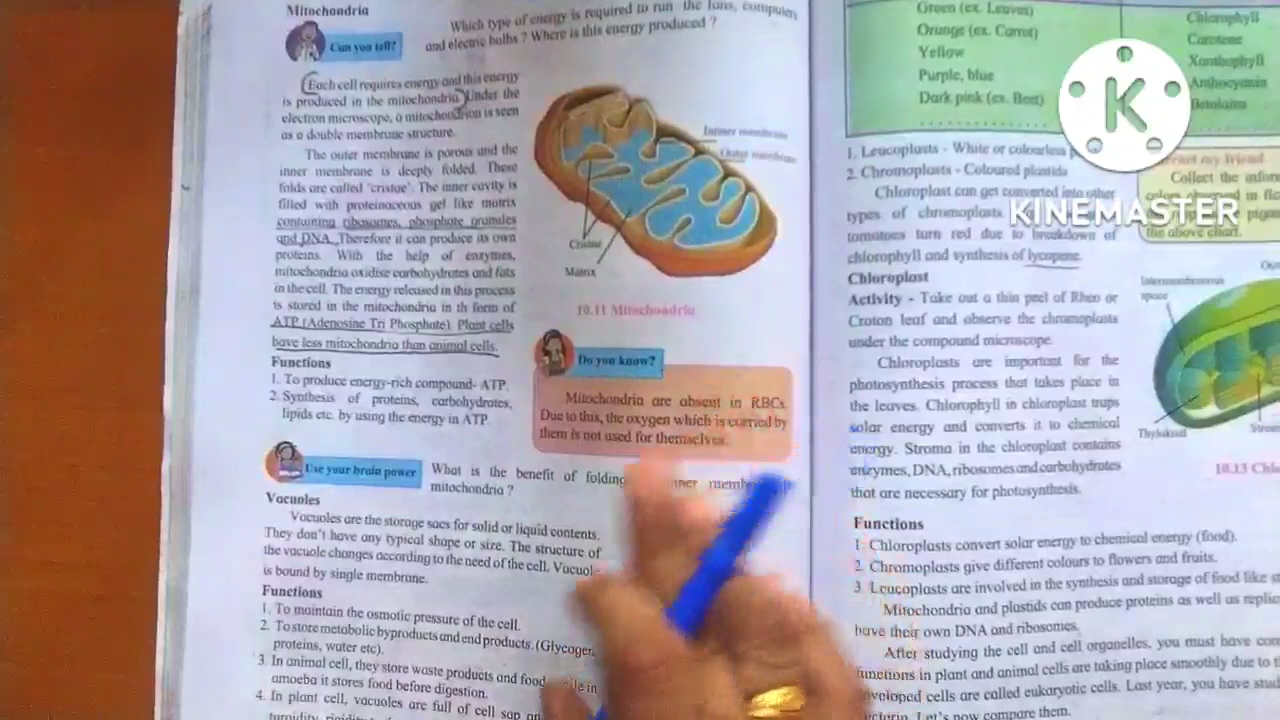 Mitochondria
Can you tell?
Which type of energy is required to run the fans, computers
and electric bulbs ? Where is this energy produced ?
Each cell requires energy and this energy
is produced in the mitochondria. Under the
electron microscope, a mitochondrion is seen
as a double membrane structure.
The outer membrane is porous and the
inner membrane is deeply folded. These
folds are called 'cristae'. The inner cavity is
filled with proteinaceous gel like matrix
containing ribosomes, phosphate granules
and DNA. Therefore it can produce its own
proteins. With the help of enzymes,
mitochondria oxidise carbohydrates and fats
in the cell. The energy released in this process
is stored in the mitochondria in th form of
ATP (Adenosine Tri Phosphate). Plant cells
have less mitochondria than animal cells.
Functions
1. To produce energy-rich compound- ATP.
2. Synthesis of proteins, carbohydrates,
lipids etc. by using the energy in ATP
Inner membrane
Outer membrane
Cristae
Matrix
10.11 Mitochondria
Do you know?
Mitochondria are absent in RBCs.
Due to this, the oxygen which is carried by
them is not used for themselves.
Use your brain power
What is the benefit of folding
mitochondria ?
Vacuoles
Vacuoles are the storage sacs for solid or liquid contents.
They don't have any typical shape or size. The structure of
the vacuole changes according to the need of the cell.
is bound by single membrane.
Functions
1. To maintain the osmotic pressure of the cell.
2. To store metabolic byproducts and end products. (Glycogen,
proteins, water etc).
3. In animal cell, they store waste products and food, in
amoeba it stores food before digestion.
4. In plant cell, vacuoles are full of cell sap
Green (ex. Leaves)
Orange (ex. Carrot)
Yellow
Purple, blue
Dark pink (ex. Beet)
Chlorophyll
Carotene
Xanthophyll
Anthocyanin
Betalains
K
KINEMASTER
1. Leucoplasts - White or colourless
2. Chromoplasts - Coloured plastids
Chloroplast can get converted into other
types of chromoplasts.
tomatoes turn red due to breakdown of
chlorophyll and synthesis of lycopene.
my friend
Collect the
the above chart.
Chloroplast
Activity - Take out a thin peel of Rheo or
Croton leaf and observe the chromoplasts
under the compound microscope.
Chloroplasts are important for the
photosynthesis process that takes place in
the leaves. Chlorophyll in chloroplast traps
solar energy and converts it to chemical
energy. Stroma in the chloroplast contains
enzymes, DNA, ribosomes and carbohydrates
that are necessary for photosynthesis.
Intermembranous
space
Thylakoid
10.13
Functions
1. Chloroplasts convert solar energy to chemical energy (food).
2. Chromoplasts give different colours to flowers and fruits.
3. Leucoplasts are involved in the synthesis and storage of food like
Mitochondria and plastids can produce proteins as well as
have their own DNA and ribosomes.
After studying the cell and cell organelles, you must have
functions in plant and animal cells are taking place smoothly due to
cells are called eukaryotic cells. Last year, you have
Let's now compare them.